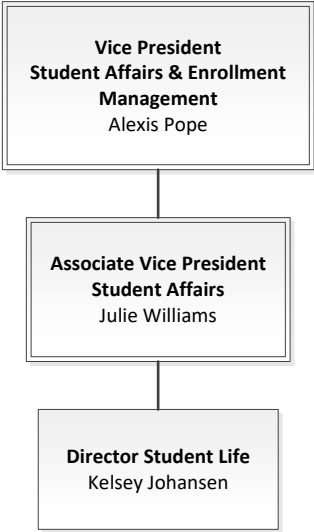 Vice President
Student Affairs & Enrollment
Management
Alexis Pope
Associate Vice President
Student Affairs
Julie Williams
Director Student Life
Kelsey Johansen